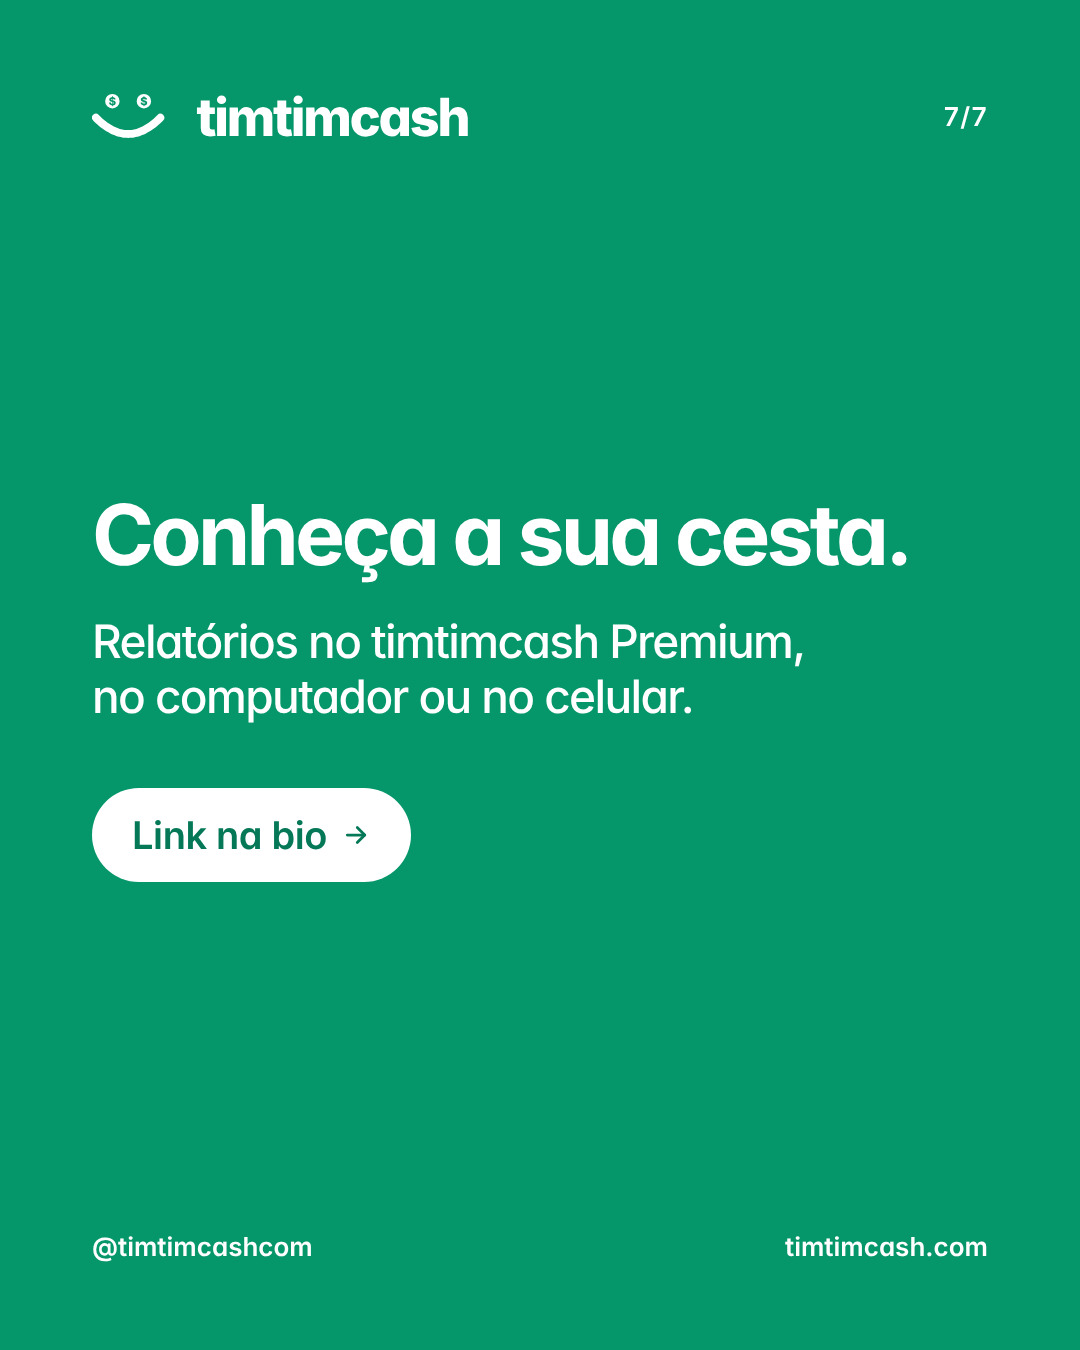 timtimcash
7/7
Conheça a sua cesta.
Relatórios no timtimcash Premium,
no computador ou no celular.
Link na bio →
@timtimcashcom
timtimcash.com